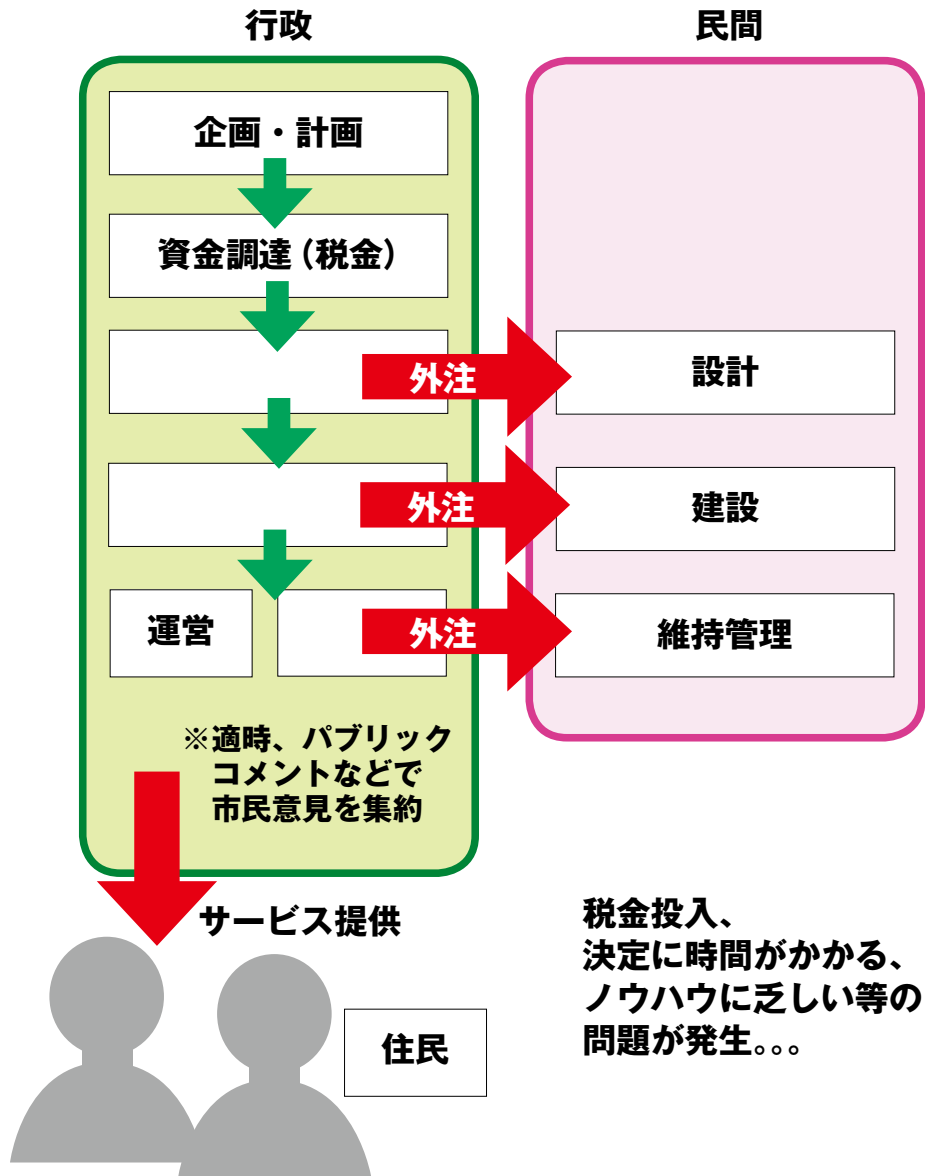 行政
民間
企画・計画
資金調達（税金）
外注
設計
外注
建設
運営
外注
維持管理
※適時、パブリック
コメントなどで
市民意見を集約
サービス提供
住民
税金投入、
決定に時間がかかる、
ノウハウに乏しい等の
問題が発生。。。